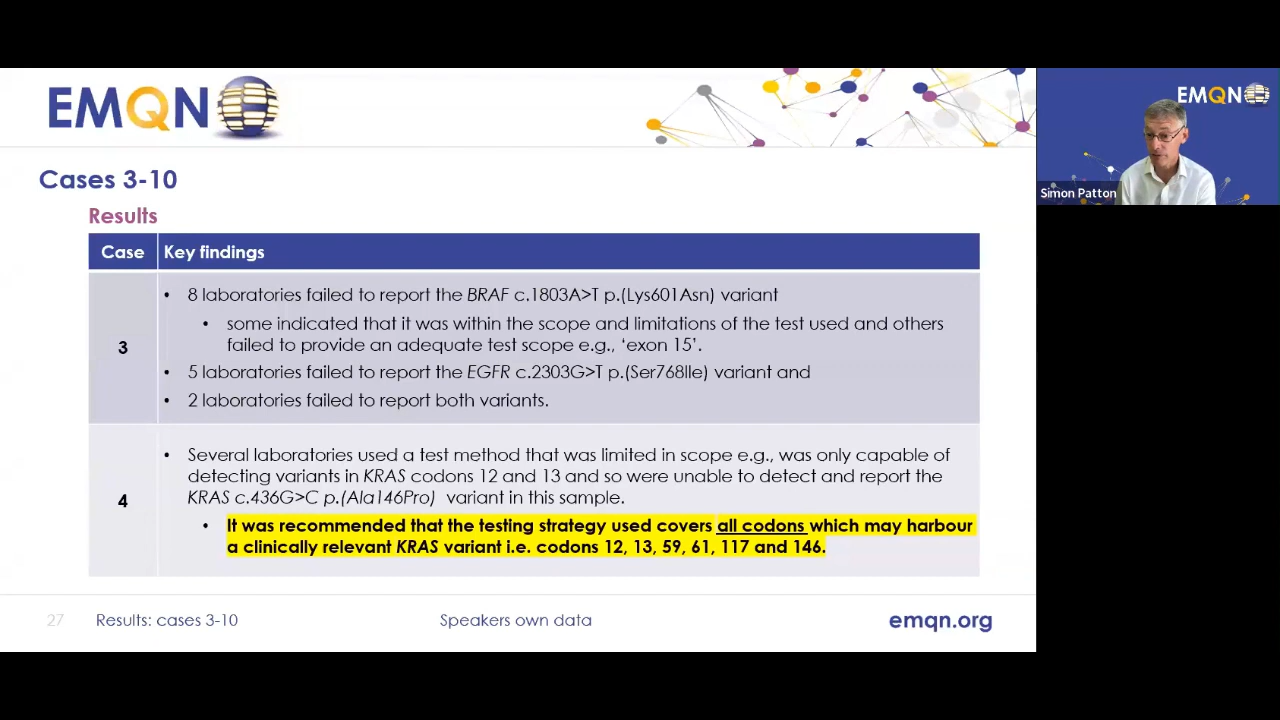 EMQN
EMQN
Simon Patton
Cases 3-10
Results
Case Key findings
3
• 8 laboratories failed to report the BRAF c.1803A>T p.(Lys601Asn) variant
• some indicated that it was within the scope and limitations of the test used and others
failed to provide an adequate test scope e.g., ‘exon 15’.
• 5 laboratories failed to report the EGFR c.2303G>T p.(Ser768Ile) variant and
• 2 laboratories failed to report both variants.
4
• Several laboratories used a test method that was limited in scope e.g., was only capable of
detecting variants in KRAS codons 12 and 13 and so were unable to detect and report the
KRAS c.436G>C p.(Ala146Pro) variant in this sample.
• It was recommended that the testing strategy used covers all codons which may harbour
a clinically relevant KRAS variant i.e. codons 12, 13, 59, 61, 117 and 146.
27 Results: cases 3-10 Speakers own data emqn.org